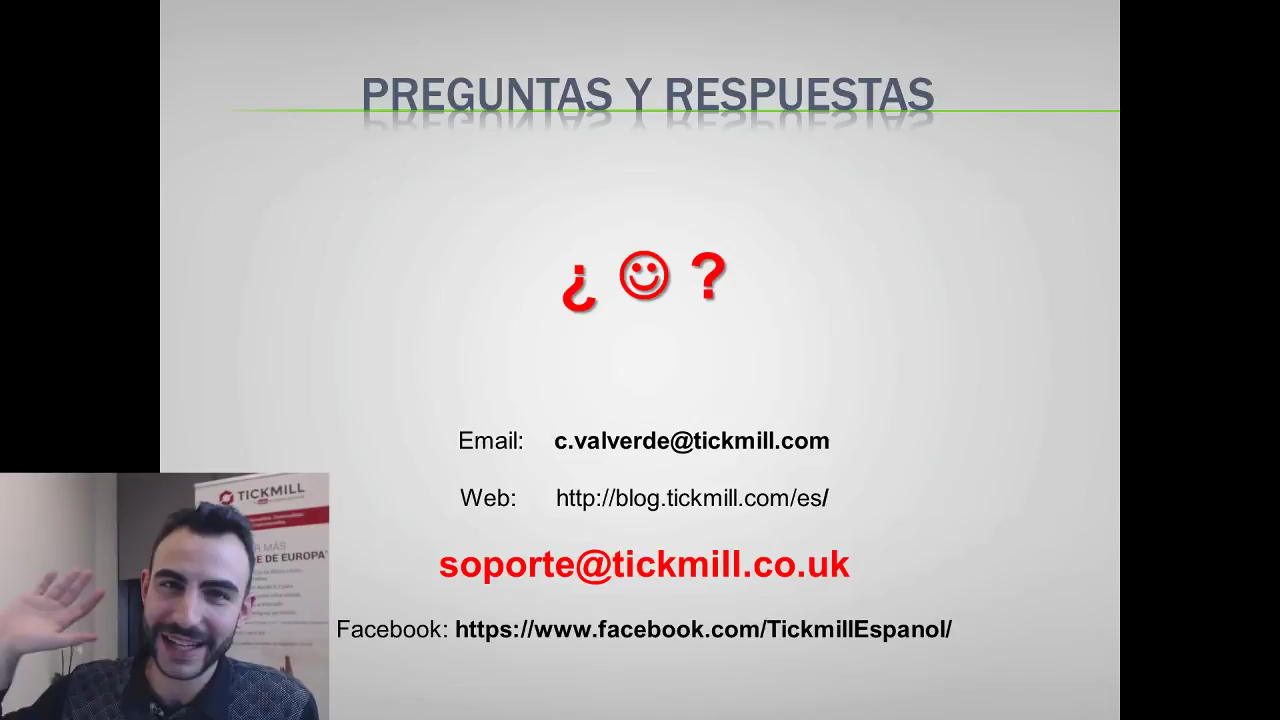 PREGUNTAS Y RESPUESTAS
¿ ☺ ?
Email: c.valverde@tickmill.com
Web: http://blog.tickmill.com/es/
soporte@tickmill.co.uk
Facebook: https://www.facebook.com/TickmillEspanol/
TICKMILL
MÁS
DE EUROPA